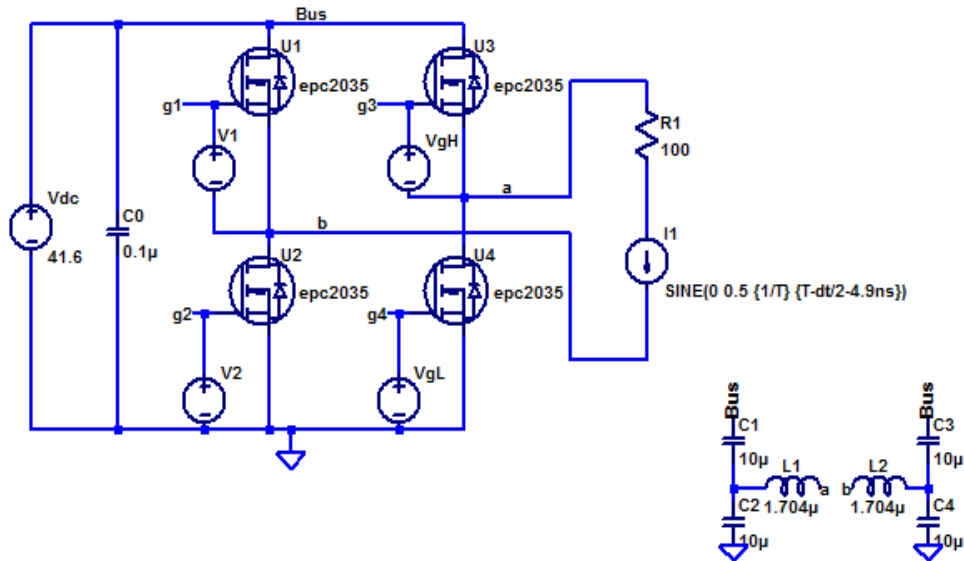 Bus
U1
epc2035
U3
epc2035
g1
g3
V1
VgH
R1
100
a
Vdc
41.6
C0
0.1µ
b
I1
SINE(0 0.5 {1/T} {T-dt/2-4.9ns})
U2
epc2035
U4
epc2035
g2
g4
V2
VgL
Bus
Bus
C1
10µ
C3
10µ
L1
1.704µ
a
b
L2
1.704µ
C2
10µ
C4
10µ